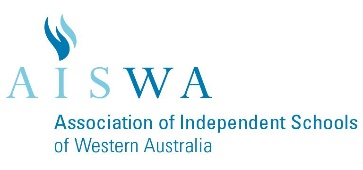 AISWA
Association of Independent Schools
of Western Australia